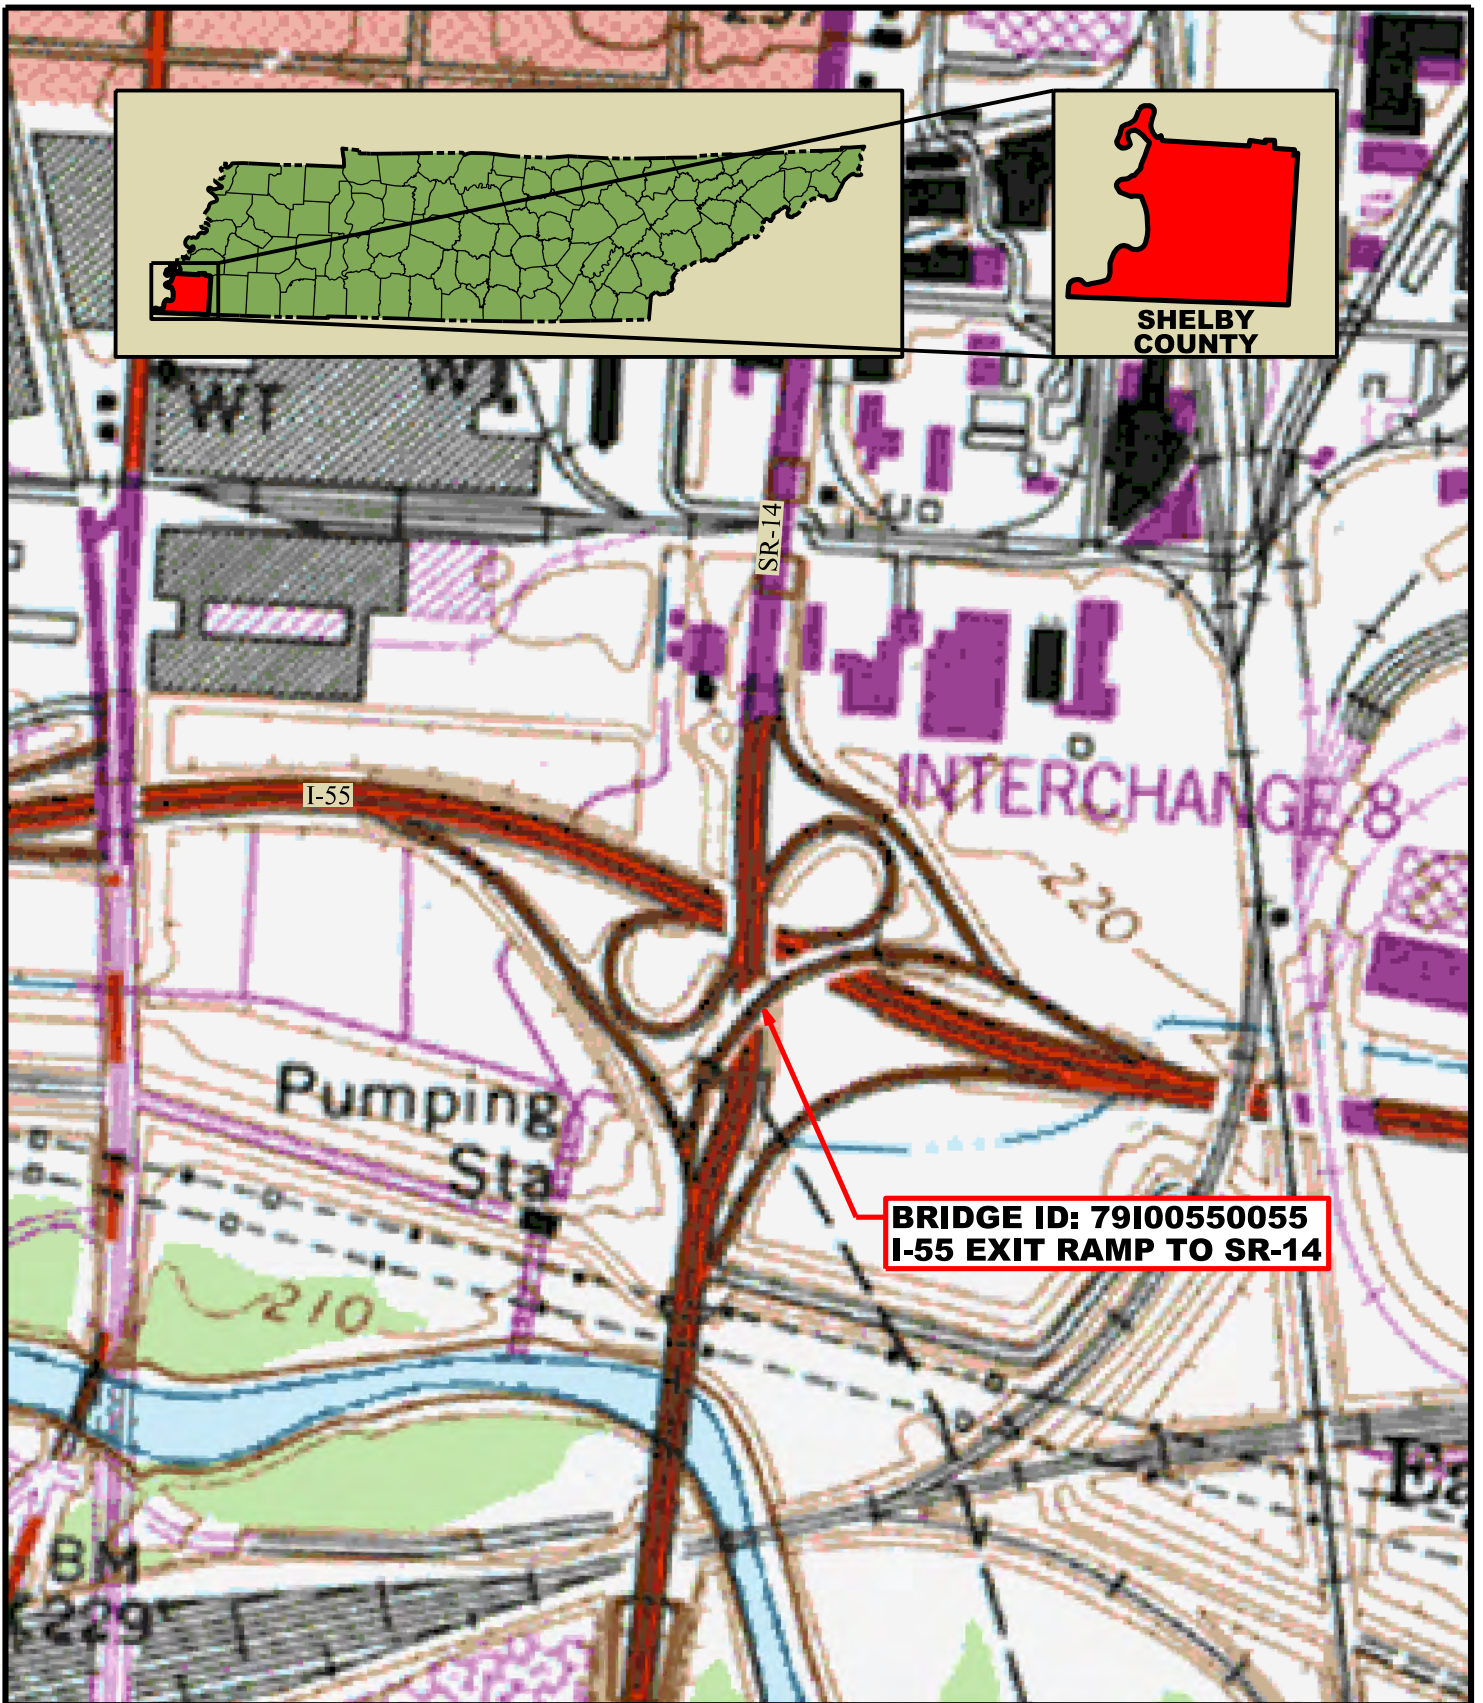 SHELBY
COUNTY
WT
SR-14
I-55
INTERCHANGE 8
220
Pumping
Sta
BRIDGE ID: 79I00550055
I-55 EXIT RAMP TO SR-14
210
BM
229